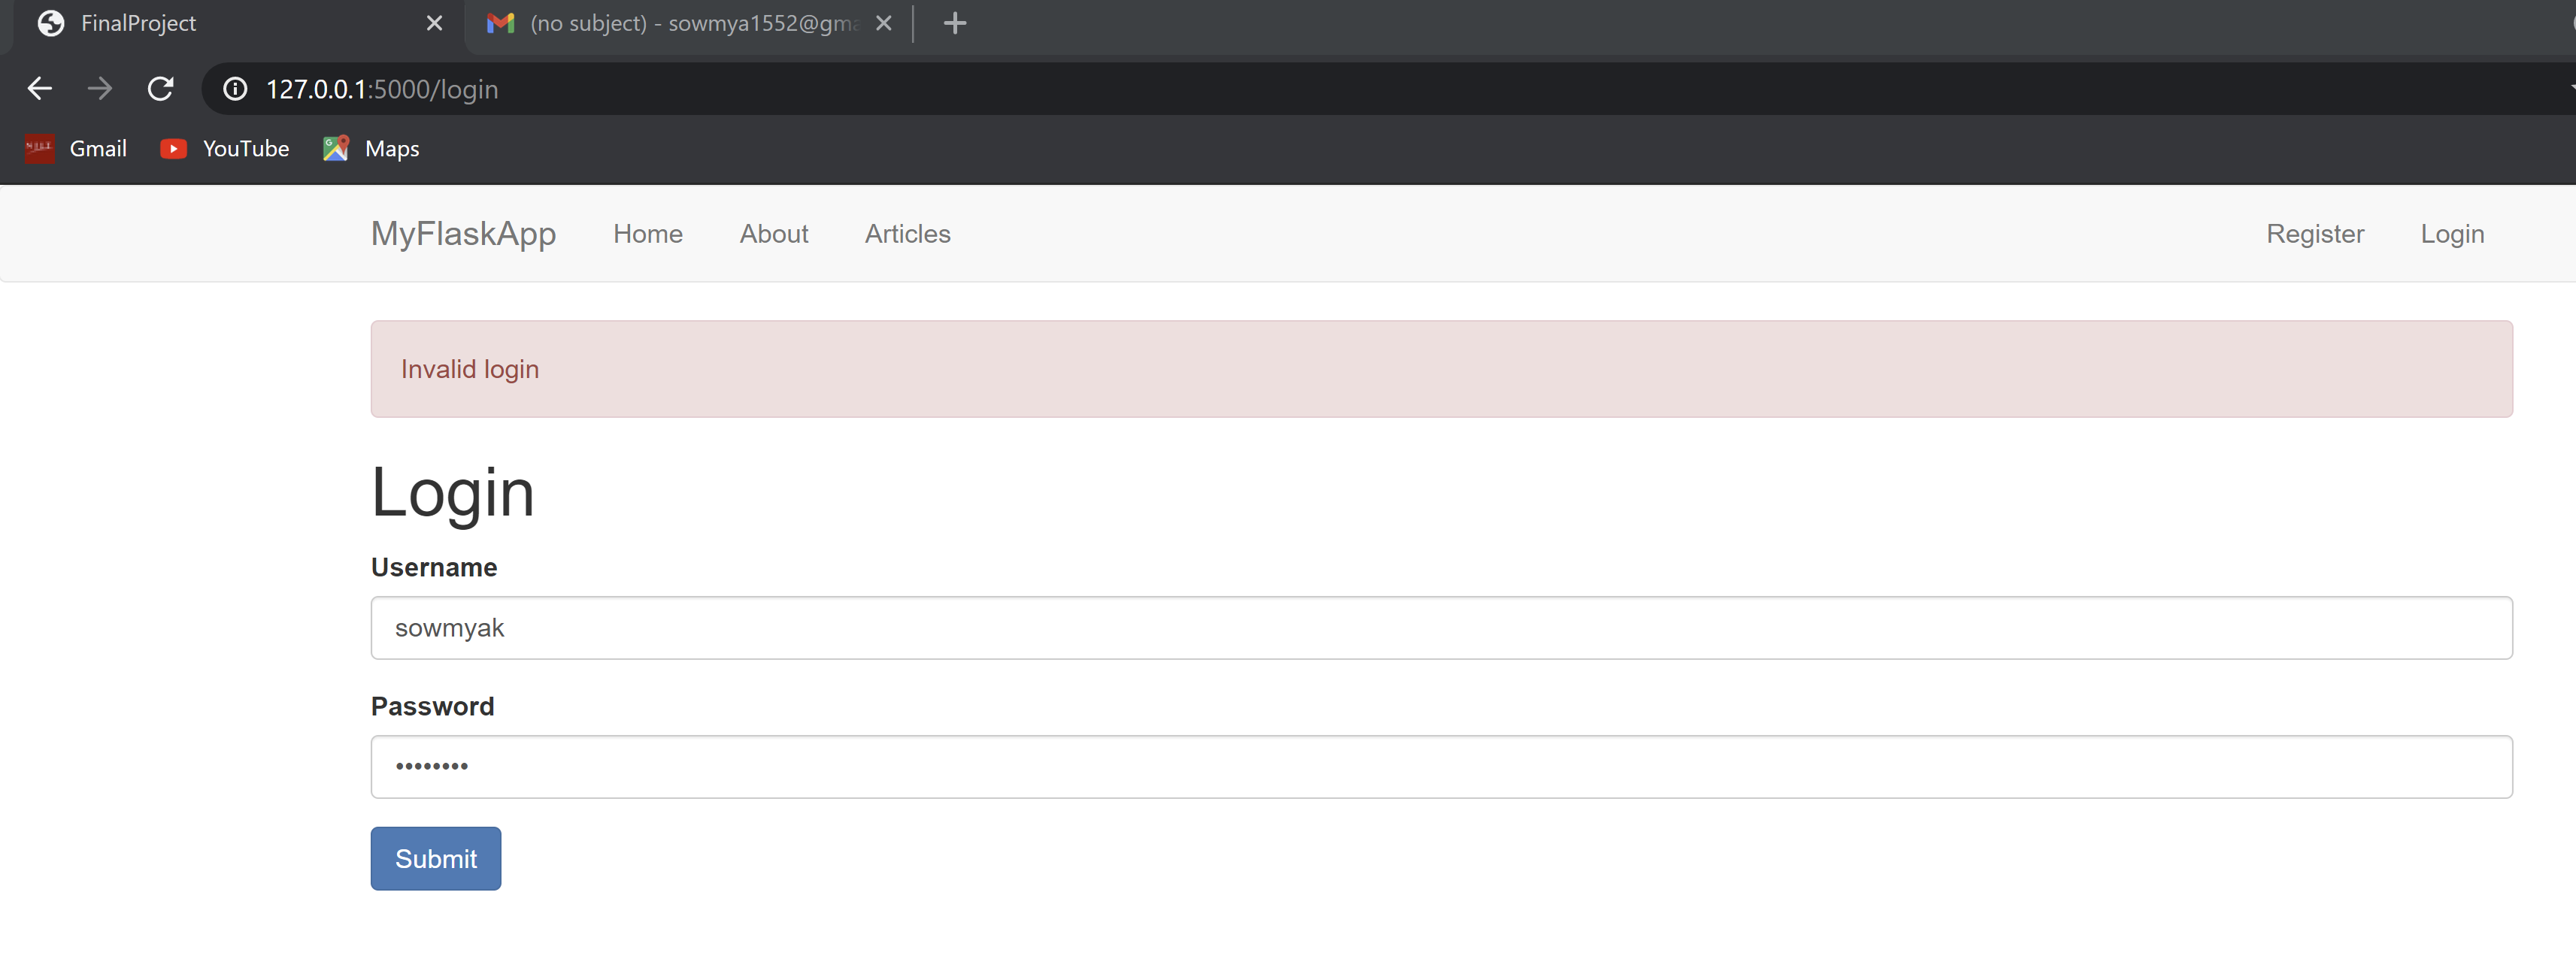 FinalProject
(no subject) - sowmya1552@gma
127.0.0.1:5000/login
Gmail YouTube Maps
MyFlaskApp Home About Articles Register Login
Invalid login
Login
Username
sowmyak
Password
••••••••
Submit